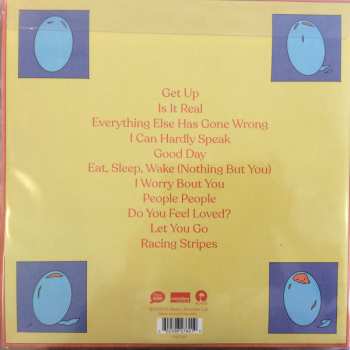 Get Up
Is It Real
Everything Else Has Gone Wrong
I Can Hardly Speak
Good Day
Eat, Sleep, Wake (Nothing But You)
I Worry Bout You
People People
Do You Feel Loved?
Let You Go
Racing Stripes